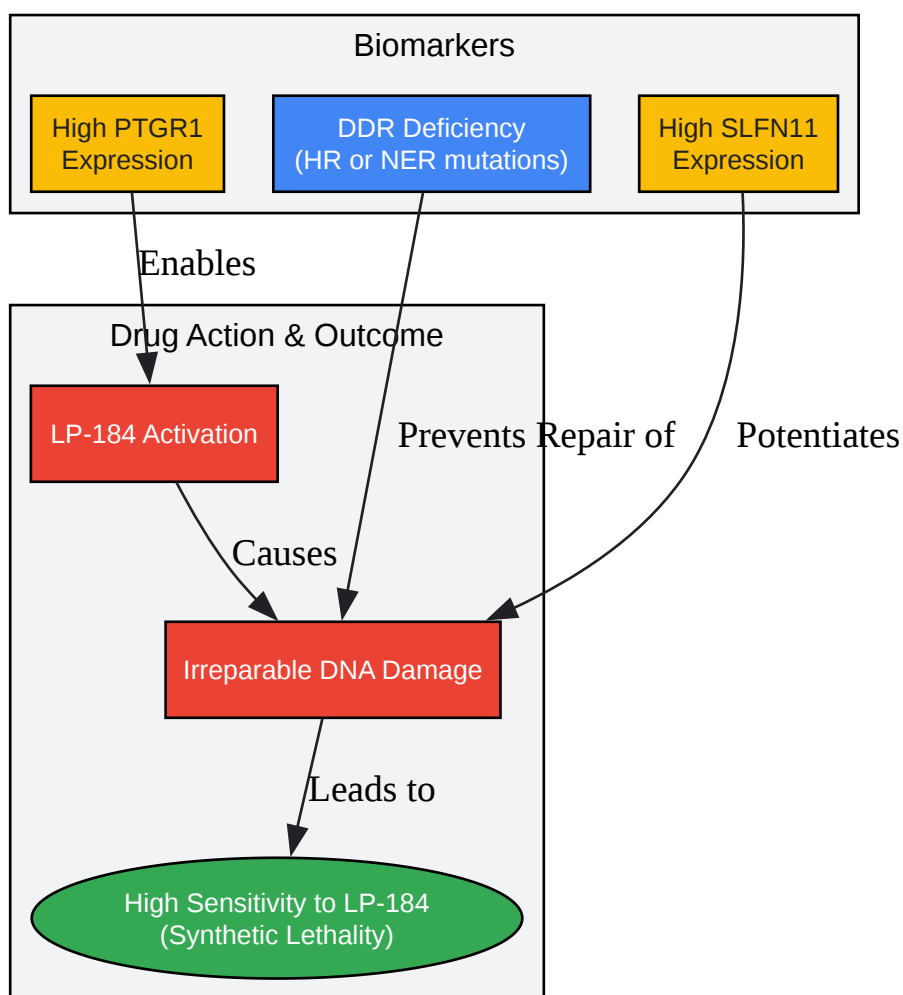 Biomarkers
High PTGR1
Expression
DDR Deficiency
(HR or NER mutations)
High SLFN11
Expression
Enables
Drug Action & Outcome
LP-184 Activation
Prevents Repair of
Potentiates
Causes
Irreparable DNA Damage
Leads to
High Sensitivity to LP-184
(Synthetic Lethality)